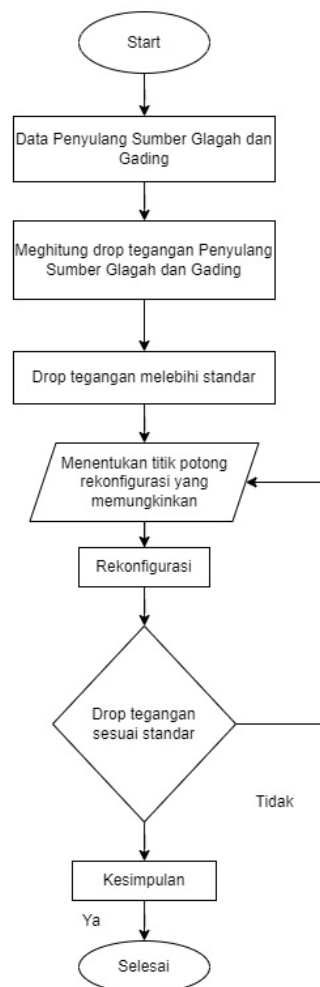 Start
Data Penyulang Sumber Glagah dan
Gading
Meghitung drop tegangan Penyulang
Sumber Glagah dan Gading
Drop tegangan melebihi standar
Menentukan titik potong
rekonfigurasi yang
memungkinkan
Rekonfigurasi
Drop tegangan
sesuai standar
Tidak
Kesimpulan
Ya
Selesai